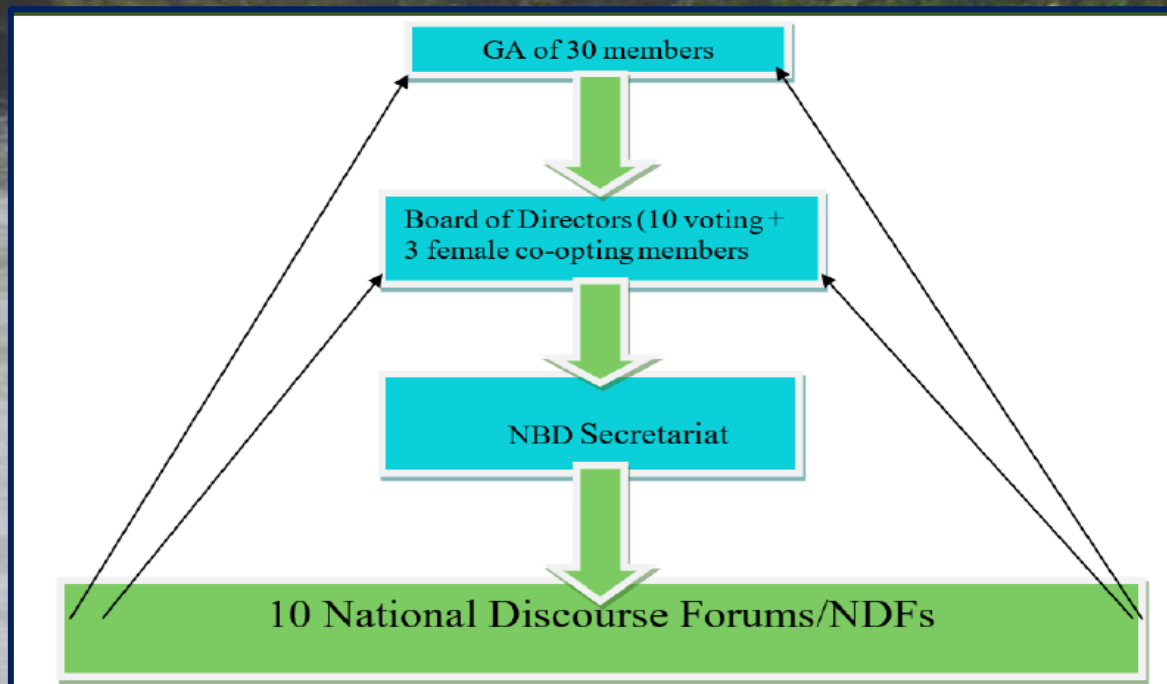 GA of 30 members
Board of Directors (10 voting +
3 female co-opting members
NBD Secretariat
10 National Discourse Forums/NDFs